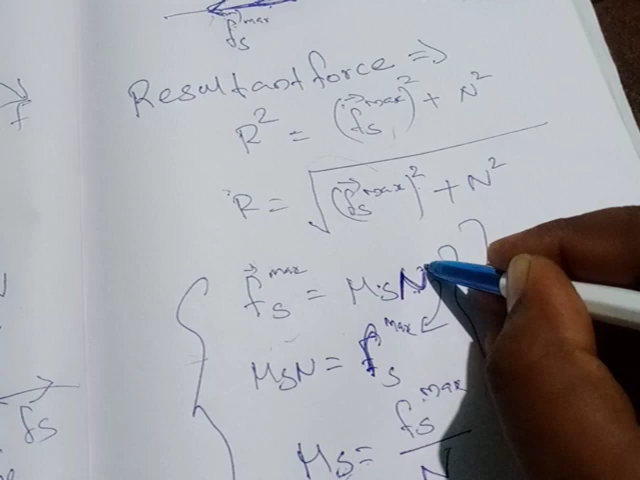 f⃗s max
f
Resultant force ⇒
R² = (f⃗s max)² + N²
R = √((f⃗s max)² + N²)
f⃗s max = μsN
μsN = fs max
fs
μs = fs max / N